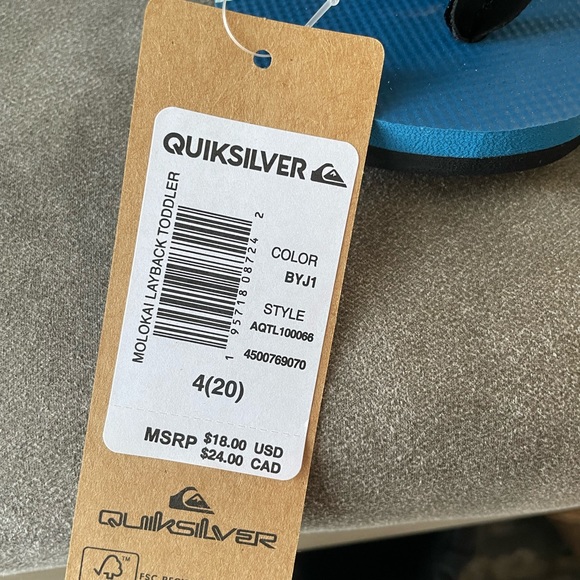 QUIKSILVER
MOLOKAI LAYBACK TODDLER
1 95718 08724 2
COLOR
BYJ1
STYLE
AQTL100066
4500769070
4(20)
MSRP $18.00 USD
$24.00 CAD
QUIKSILVER
TM